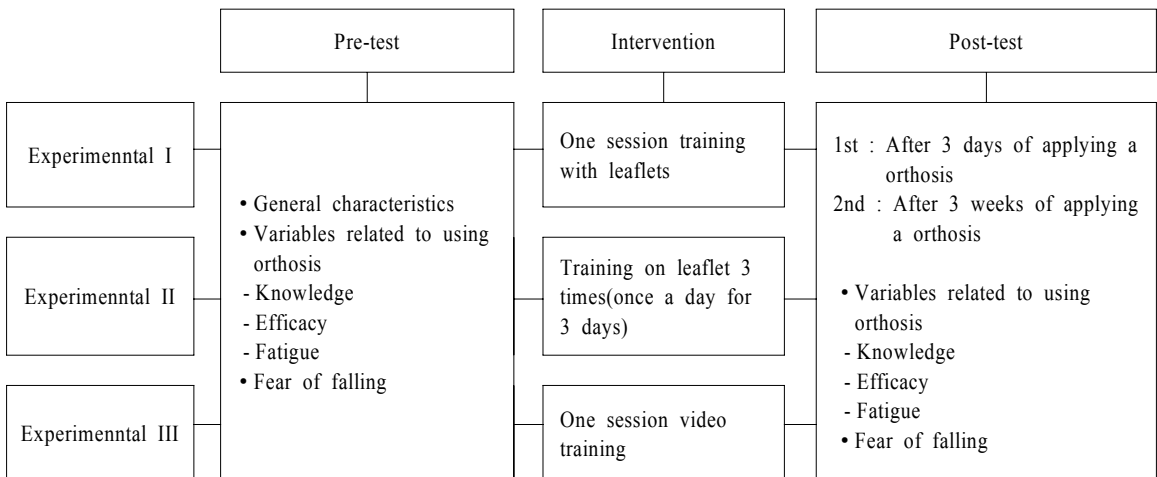 Pre-test
Intervention
Post-test
Experimenntal I
Experimenntal II
Experimenntal III
• General characteristics
• Variables related to using
orthosis
- Knowledge
- Efficacy
- Fatigue
• Fear of falling
One session training
with leaflets
Training on leaflet 3
times(once a day for
3 days)
One session video
training
1st : After 3 days of applying a
orthosis
2nd : After 3 weeks of applying
a orthosis
• Variables related to using
orthosis
- Knowledge
- Efficacy
- Fatigue
• Fear of falling